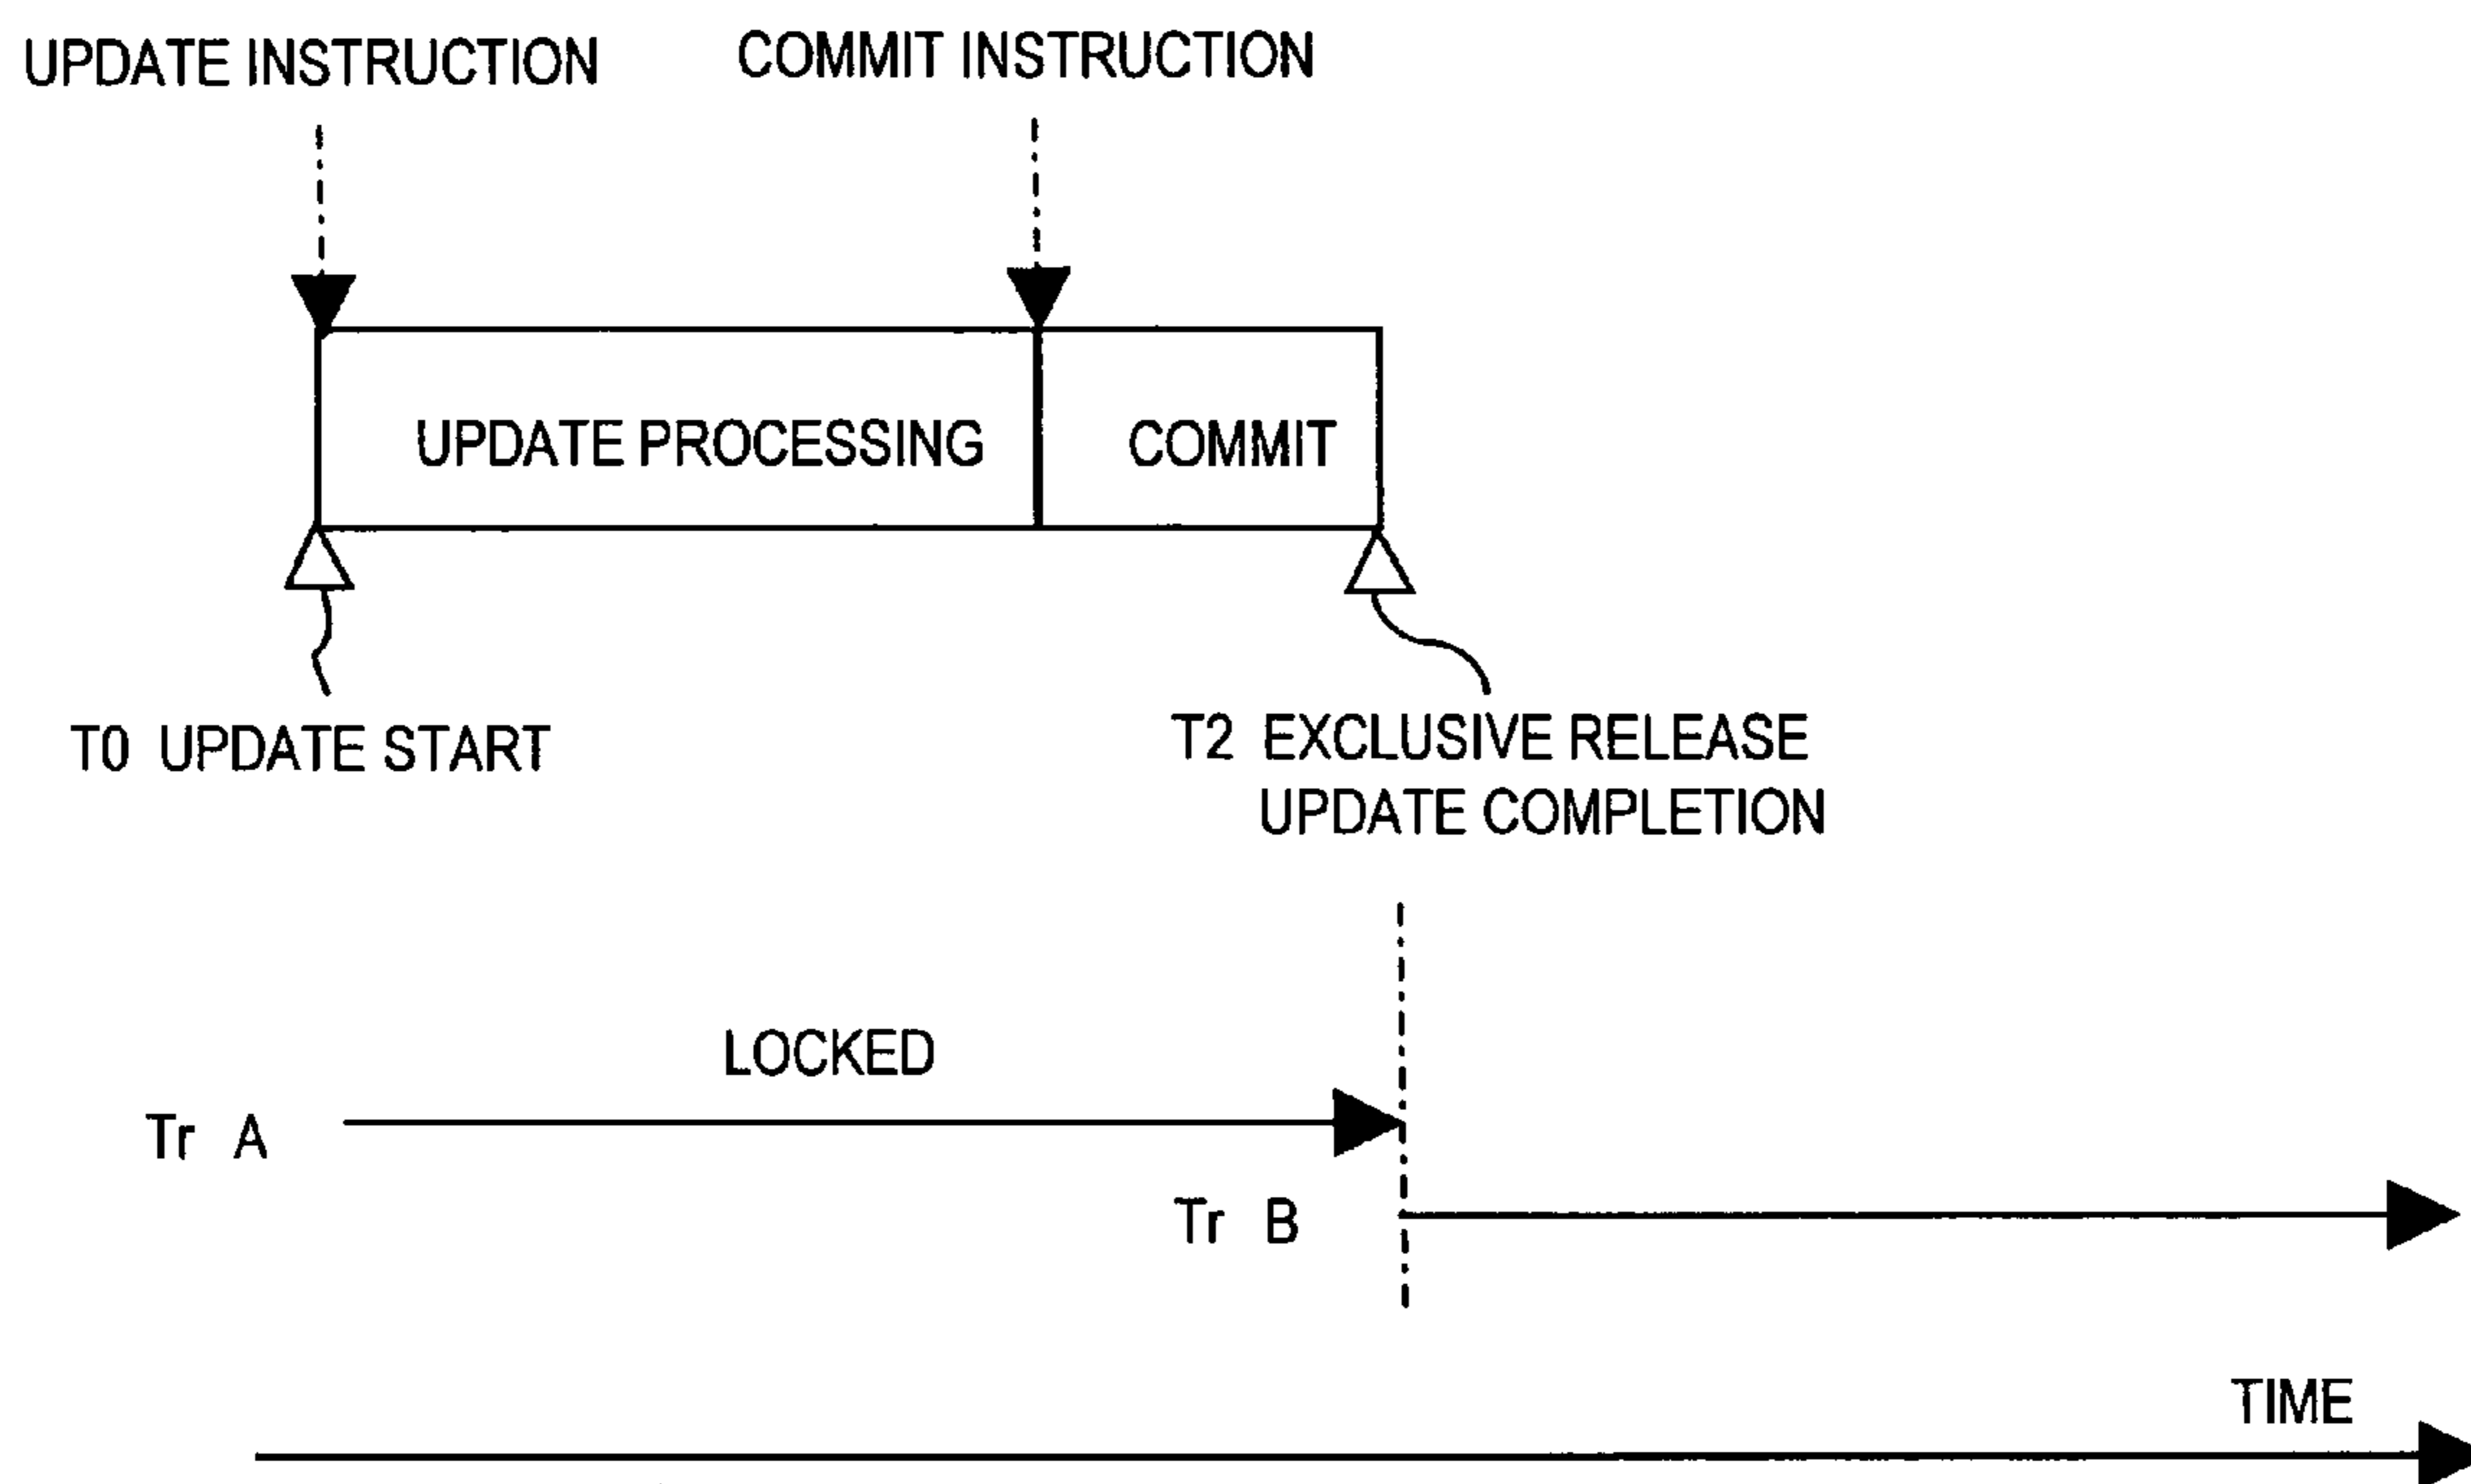 UPDATE INSTRUCTION
COMMIT INSTRUCTION
UPDATE PROCESSING
COMMIT
T0 UPDATE START
T2 EXCLUSIVE RELEASE
UPDATE COMPLETION
LOCKED
Tr A
Tr B
TIME